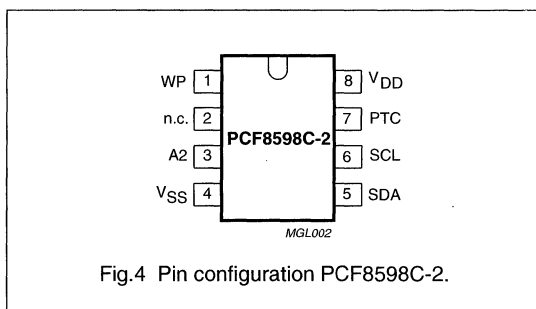 WP 1 8 VDD
n.c. 2 7 PTC
PCF8598C-2
A2 3 6 SCL
VSS 4 5 SDA
MGL002
Fig.4 Pin configuration PCF8598C-2.